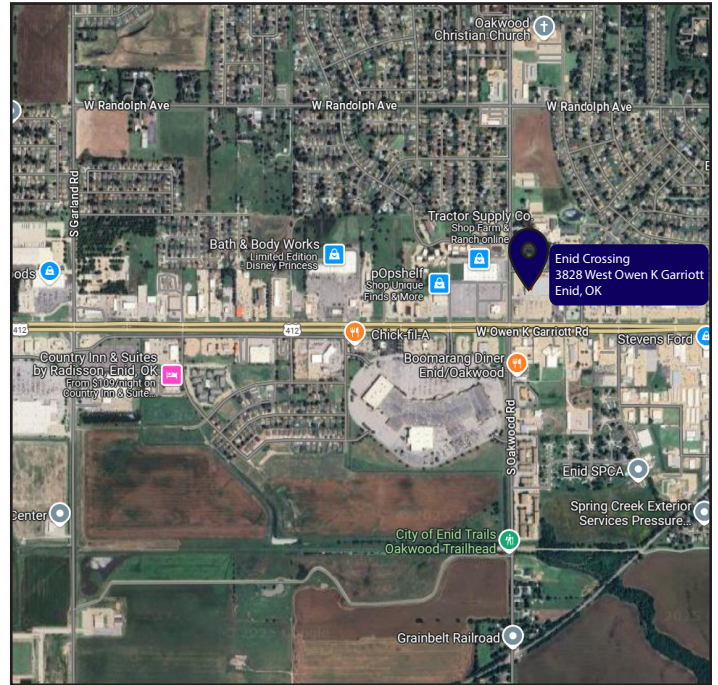 Oakwood
Christian Church
W Randolph Ave
W Randolph Ave
W Randolph Ave
S Garland Rd
Tractor Supply Co.
Shop Farm &
Ranch online
Bath & Body Works
Limited Edition
- Disney Princess
Enid Crossing
3828 West Owen K Garriott
Enid, OK
ods
pOpshelf
Shop Unique
Finds & More
412
412
Chick-fil-A
W Owen K Garriott Rd
Stevens Ford
Country Inn & Suites
by Radisson, Enid, OK
From $109/night on
Country Inn & Suite...
Boomarang Diner
Enid/Oakwood
S Oakwood Rd
Enid SPCA
Center
Spring Creek Exterior
Services Pressure...
City of Enid Trails
Oakwood Trailhead
Grainbelt Railroad